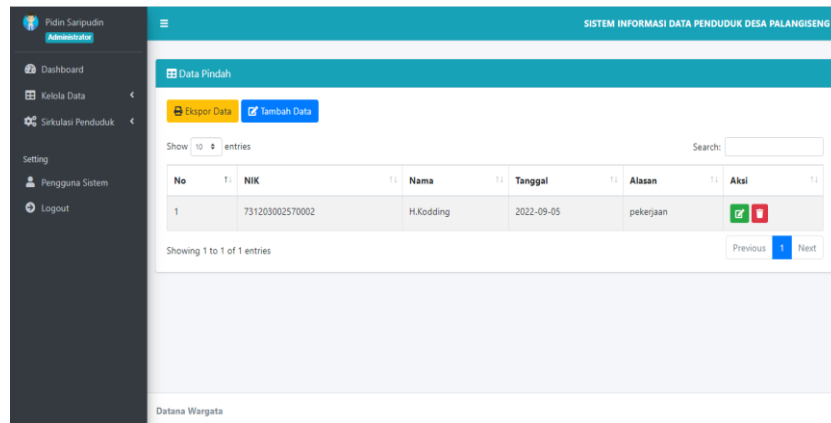 Pidin Saripudin
Administrator
SISTEM INFORMASI DATA PENDUDUK DESA PALANGISENG
Dashboard
Kelola Data
Sirkulasi Penduduk
Setting
Pengguna Sistem
Logout
Data Pindah
Ekspor Data Tambah Data
Show 10 entries Search:
No NIK Nama Tanggal Alasan Aksi
1 731203002570002 H.Kodding 2022-09-05 pekerjaan
Showing 1 to 1 of 1 entries Previous 1 Next
Datana Wargata